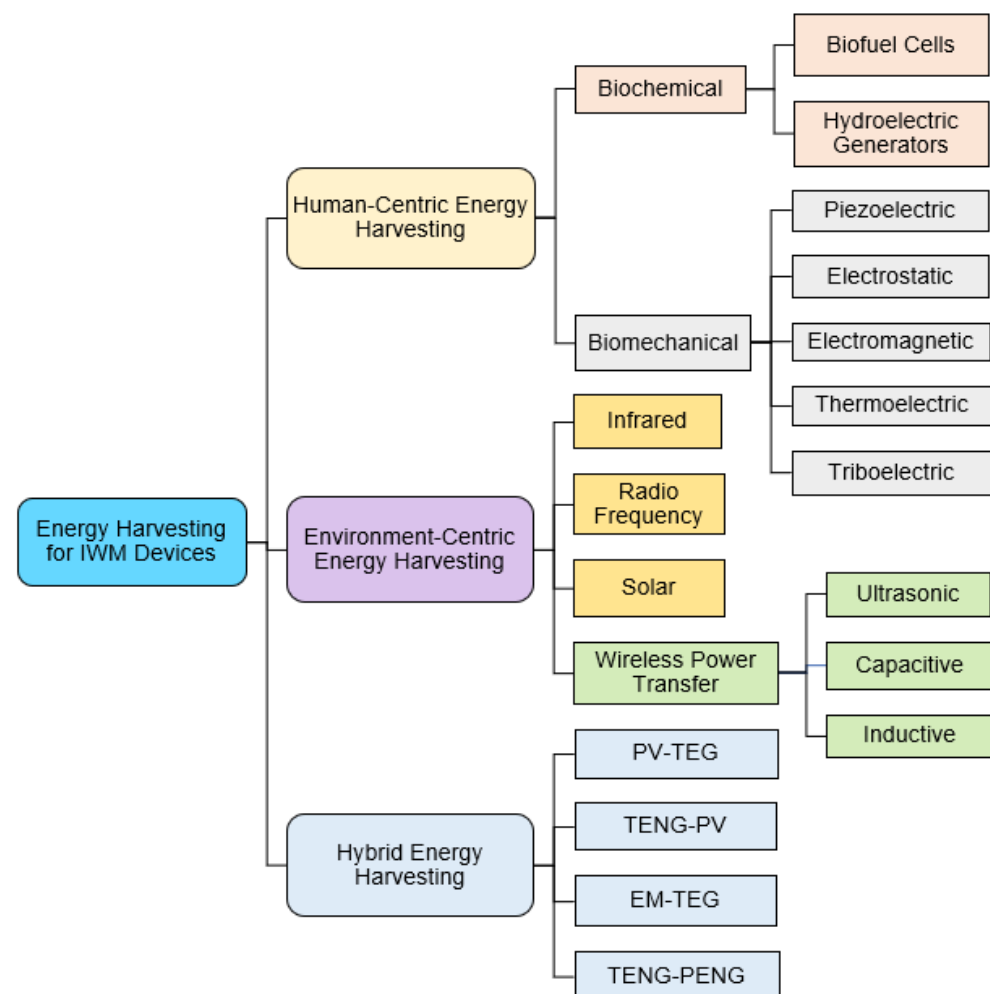 Biofuel Cells
Biochemical
Hydroelectric
Generators
Human-Centric Energy
Harvesting
Piezoelectric
Electrostatic
Biomechanical
Electromagnetic
Thermoelectric
Triboelectric
Energy Harvesting
for IWM Devices
Environment-Centric
Energy Harvesting
Infrared
Radio
Frequency
Solar
Wireless Power
Transfer
Ultrasonic
Capacitive
Inductive
Hybrid Energy
Harvesting
PV-TEG
TENG-PV
EM-TEG
TENG-PENG